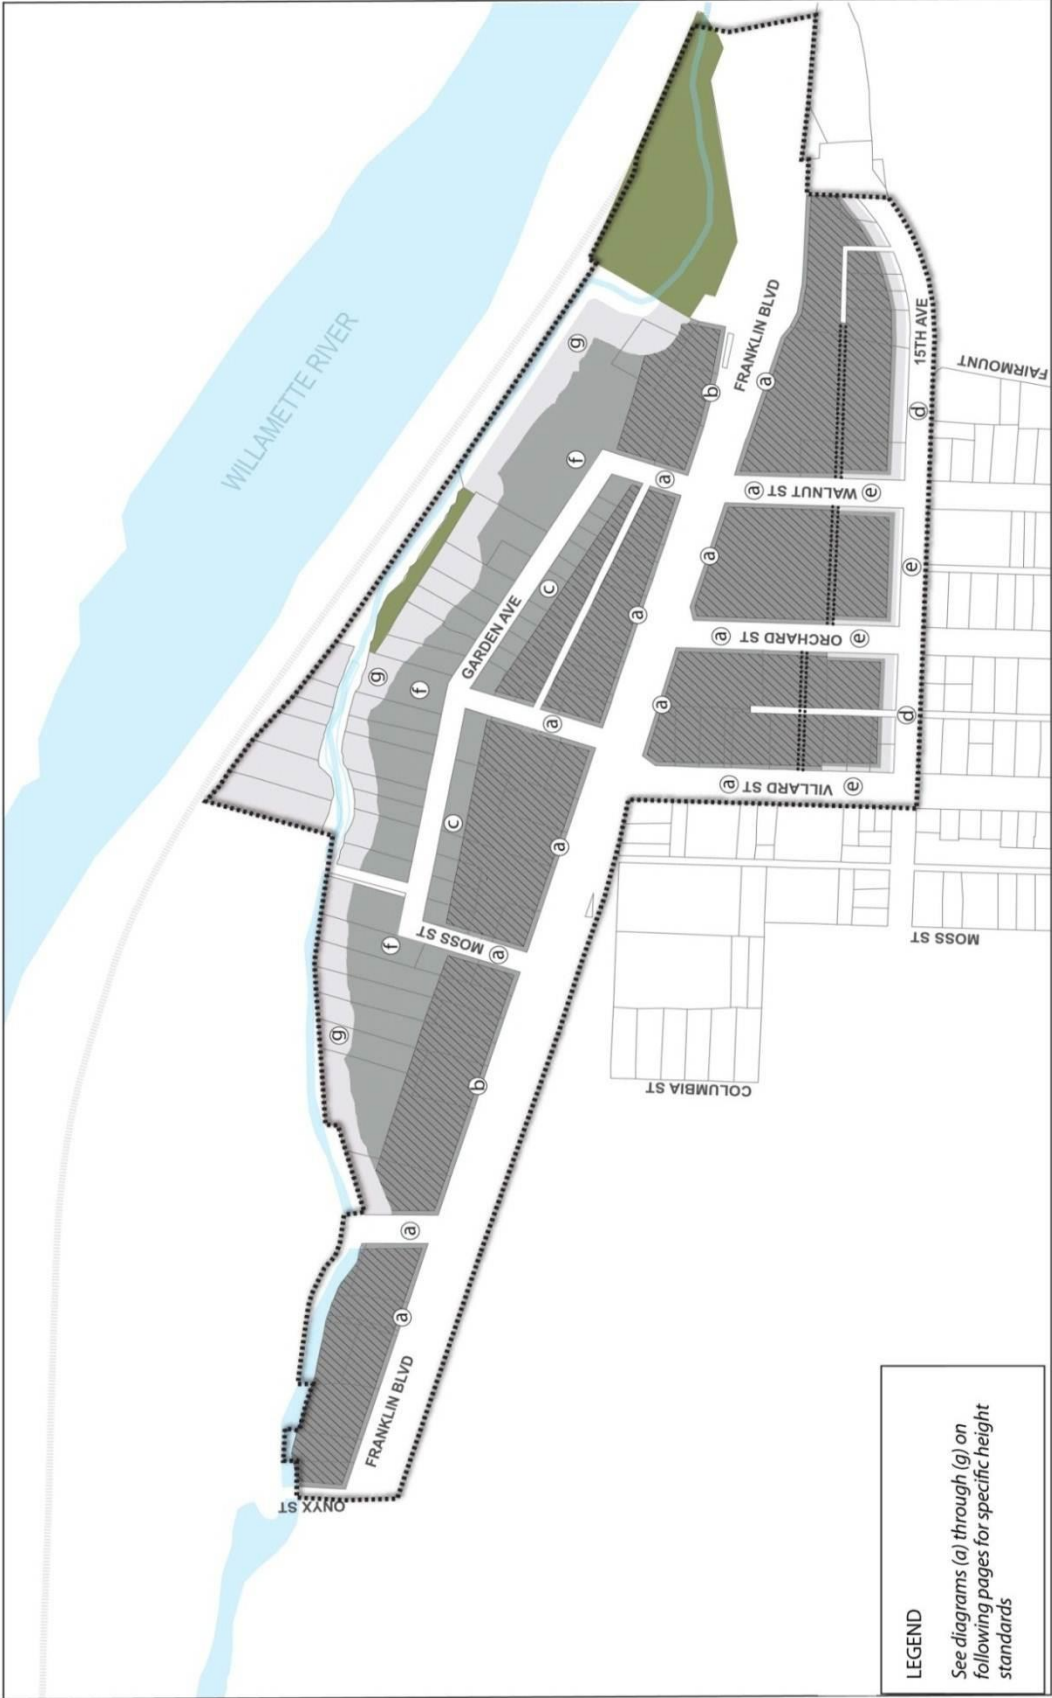 WILLAMETTE RIVER
ONYX ST
g
g
FRANKLIN BLVD
a
a
f
f
MOSS ST
c
b
GARDEN AVE
a
c
a
a
f
g
a
a
a
b
a
a
COLUMBIA ST
a
a
FRANKLIN BLVD
a
VILLARD ST
ORCHARD ST
WALNUT ST
e
e
e
d
e
d
15TH AVE
MOSS ST
FAIRMOUNT
LEGEND
See diagrams (a) through (g) on
following pages for specific height
standards